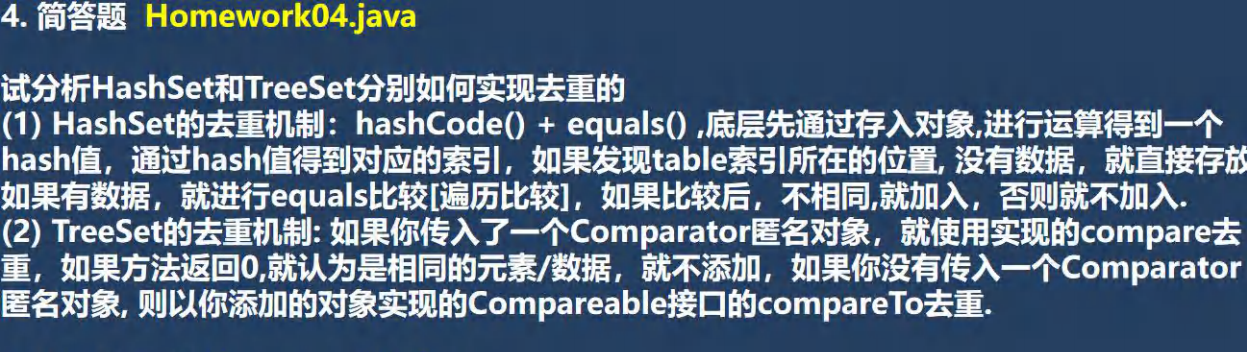 4. 简答题 Homework04.java
试分析HashSet和TreeSet分别如何实现去重的
(1) HashSet的去重机制：hashCode() + equals() ,底层先通过存入对象,进行运算得到一个
hash值，通过hash值得到对应的索引，如果发现table索引所在的位置, 没有数据，就直接存放
如果有数据，就进行equals比较[遍历比较]，如果比较后，不相同,就加入，否则就不加入.
(2) TreeSet的去重机制: 如果你传入了一个Comparator匿名对象，就使用实现的compare去
重，如果方法返回0,就认为是相同的元素/数据，就不添加，如果你没有传入一个Comparator
匿名对象, 则以你添加的对象实现的Compareable接口的compareTo去重.